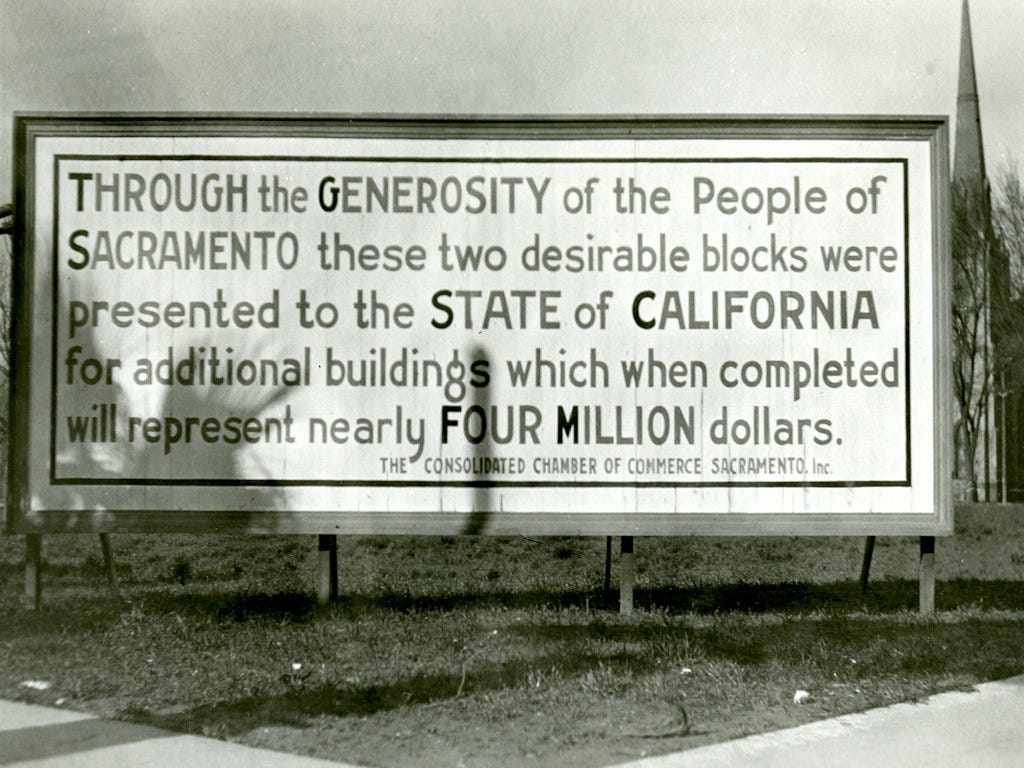 THROUGH the GENEROSITY of the People of
SACRAMENTO these two desirable blocks were
presented to the STATE of CALIFORNIA
for additional buildings which when completed
will represent nearly FOUR MILLION dollars.
THE CONSOLIDATED CHAMBER OF COMMERCE SACRAMENTO. Inc.